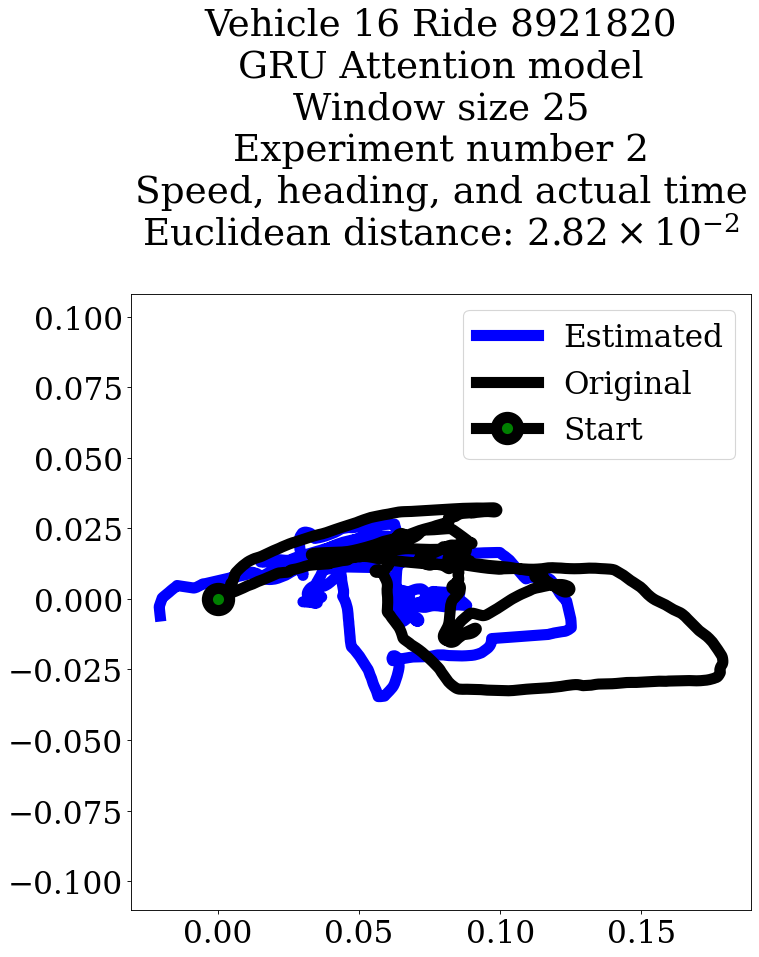 Vehicle 16 Ride 8921820
GRU Attention model
Window size 25
Experiment number 2
Speed, heading, and actual time
Euclidean distance: 2.82 × 10⁻²
Estimated
Original
Start
0.100
0.075
0.050
0.025
0.000
−0.025
−0.050
−0.075
−0.100
0.00 0.05 0.10 0.15